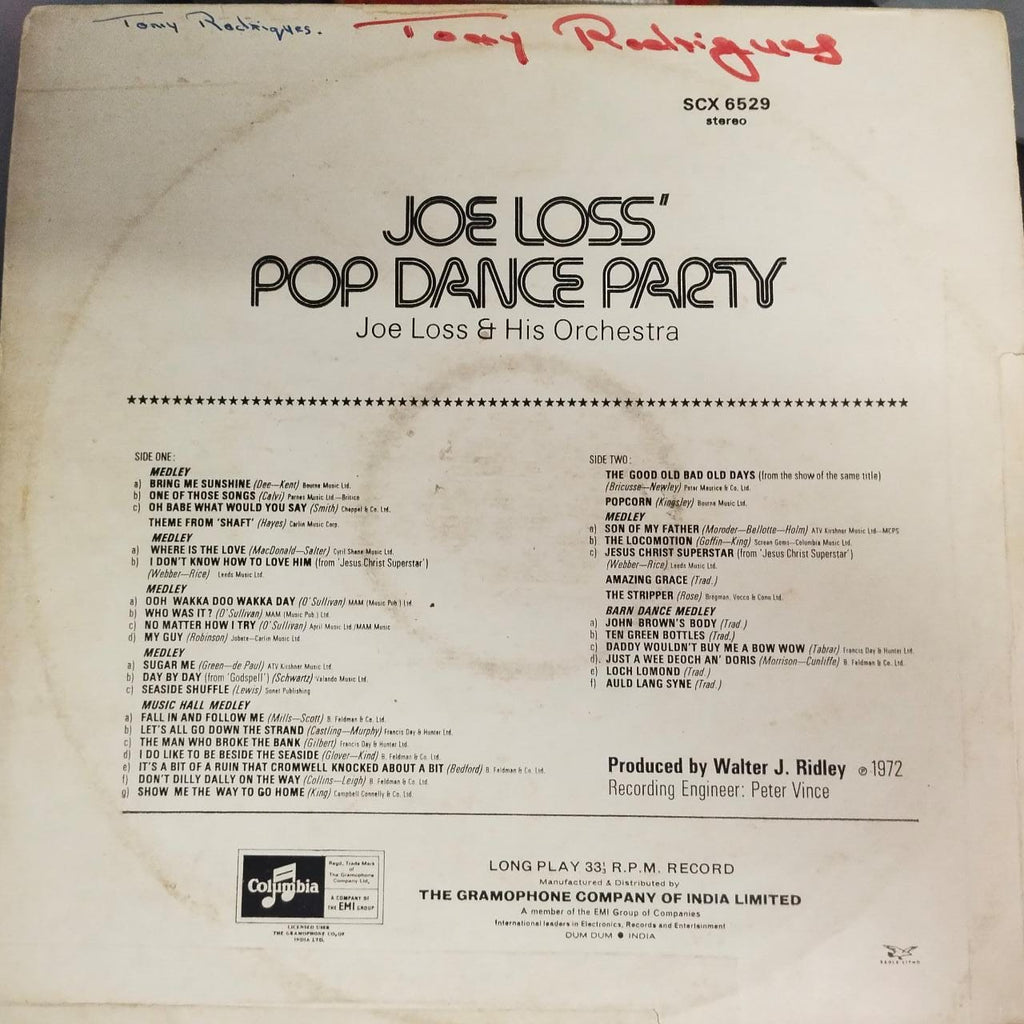 Tony Rodrigues. Tony Rodrigues
SCX 6529
stereo
JOE LOSS"
POP DANCE PARTY
Joe Loss & His Orchestra
★★★★★★★★★★★★★★★★★★★★★★★★★★★★★★★★★★★★★★★★★★★★★★★★★★★★★★★★★★★★★★★★★★★★★★★★
SIDE ONE:
MEDLEY
a) BRING ME SUNSHINE (Dee—Kent) Bourne Music Ltd.
b) ONE OF THOSE SONGS (Calvi) Parnes Music Ltd—Britico
c) OH BABE WHAT WOULD YOU SAY (Smith) Chappel & Co. Ltd.
THEME FROM 'SHAFT' (Hayes) Carlin Music Corp.
MEDLEY
a) WHERE IS THE LOVE (MacDonald—Salter) Cyril Shane Music Ltd.
b) I DON'T KNOW HOW TO LOVE HIM (from 'Jesus Christ Superstar')
(Webber—Rice) Leeds Music Ltd.
MEDLEY
a) OOH WAKKA DOO WAKKA DAY (O'Sullivan) MAM (Music Pub.) Ltd.
b) WHO WAS IT? (O'Sullivan) MAM (Music Pub.) Ltd.
c) NO MATTER HOW I TRY (O'Sullivan) April Music Ltd/MAM Music
d) MY GUY (Robinson) Jobete—Carlin Music Ltd.
MEDLEY
a) SUGAR ME (Green—de Paul) ATV Kirshner Music Ltd.
b) DAY BY DAY (from 'Godspell') (Schwartz) Valando Music Ltd.
c) SEASIDE SHUFFLE (Lewis) Sonet Publishing
MUSIC HALL MEDLEY
a) FALL IN AND FOLLOW ME (Mills—Scott) B. Feldman & Co. Ltd.
b) LET'S ALL GO DOWN THE STRAND (Castling—Murphy) Francis Day & Hunter Ltd.
c) THE MAN WHO BROKE THE BANK (Gilbert) Francis Day & Hunter Ltd.
d) I DO LIKE TO BE BESIDE THE SEASIDE (Glover—Kind) B. Feldman & Co. Ltd.
e) IT'S A BIT OF A RUIN THAT CROMWELL KNOCKED ABOUT A BIT (Bedford) B. Feldman & Co. Ltd.
f) DON'T DILLY DALLY ON THE WAY (Collins—Leigh) B. Feldman & Co. Ltd.
g) SHOW ME THE WAY TO GO HOME (King) Campbell Connelly & Co. Ltd.
SIDE TWO:
THE GOOD OLD BAD OLD DAYS (from the show of the same title)
(Bricusse—Newley) Peter Maurice & Co. Ltd.
POPCORN (Kingsley) Bourne Music Ltd.
MEDLEY
a) SON OF MY FATHER (Moroder—Bellotte—Holm) ATV Kirshner Music Ltd—MCPS
b) THE LOCOMOTION (Goffin—King) Screen Gems—Columbia Music Ltd.
c) JESUS CHRIST SUPERSTAR (from 'Jesus Christ Superstar')
(Webber—Rice) Leeds Music Ltd.
AMAZING GRACE (Trad.)
THE STRIPPER (Rose) Bregman, Vocco & Conn Ltd.
BARN DANCE MEDLEY
a) JOHN BROWN'S BODY (Trad.)
b) TEN GREEN BOTTLES (Trad.)
c) DADDY WOULDN'T BUY ME A BOW WOW (Tabrar) Francis Day & Hunter Ltd.
d). JUST A WEE DEOCH AN' DORIS (Morrison—Cunliffe) B. Feldman & Co. Ltd.
e) LOCH LOMOND (Trad.)
f) AULD LANG SYNE (Trad.)
Produced by Walter J. Ridley ℗ 1972
Recording Engineer: Peter Vince
Columbia
Regd. Trade Mark
of The
Gramophone
Company Ltd.
A COMPANY OF
THE EMI GROUP
LICENSED USER
THE GRAMOPHONE CO. OF
INDIA LTD.
LONG PLAY 33⅓ R.P.M. RECORD
Manufactured & Distributed by
THE GRAMOPHONE COMPANY OF INDIA LIMITED
A member of the EMI Group of Companies
International leaders in Electronics, Records and Entertainment
DUM DUM ● INDIA
EAGLE LITHO